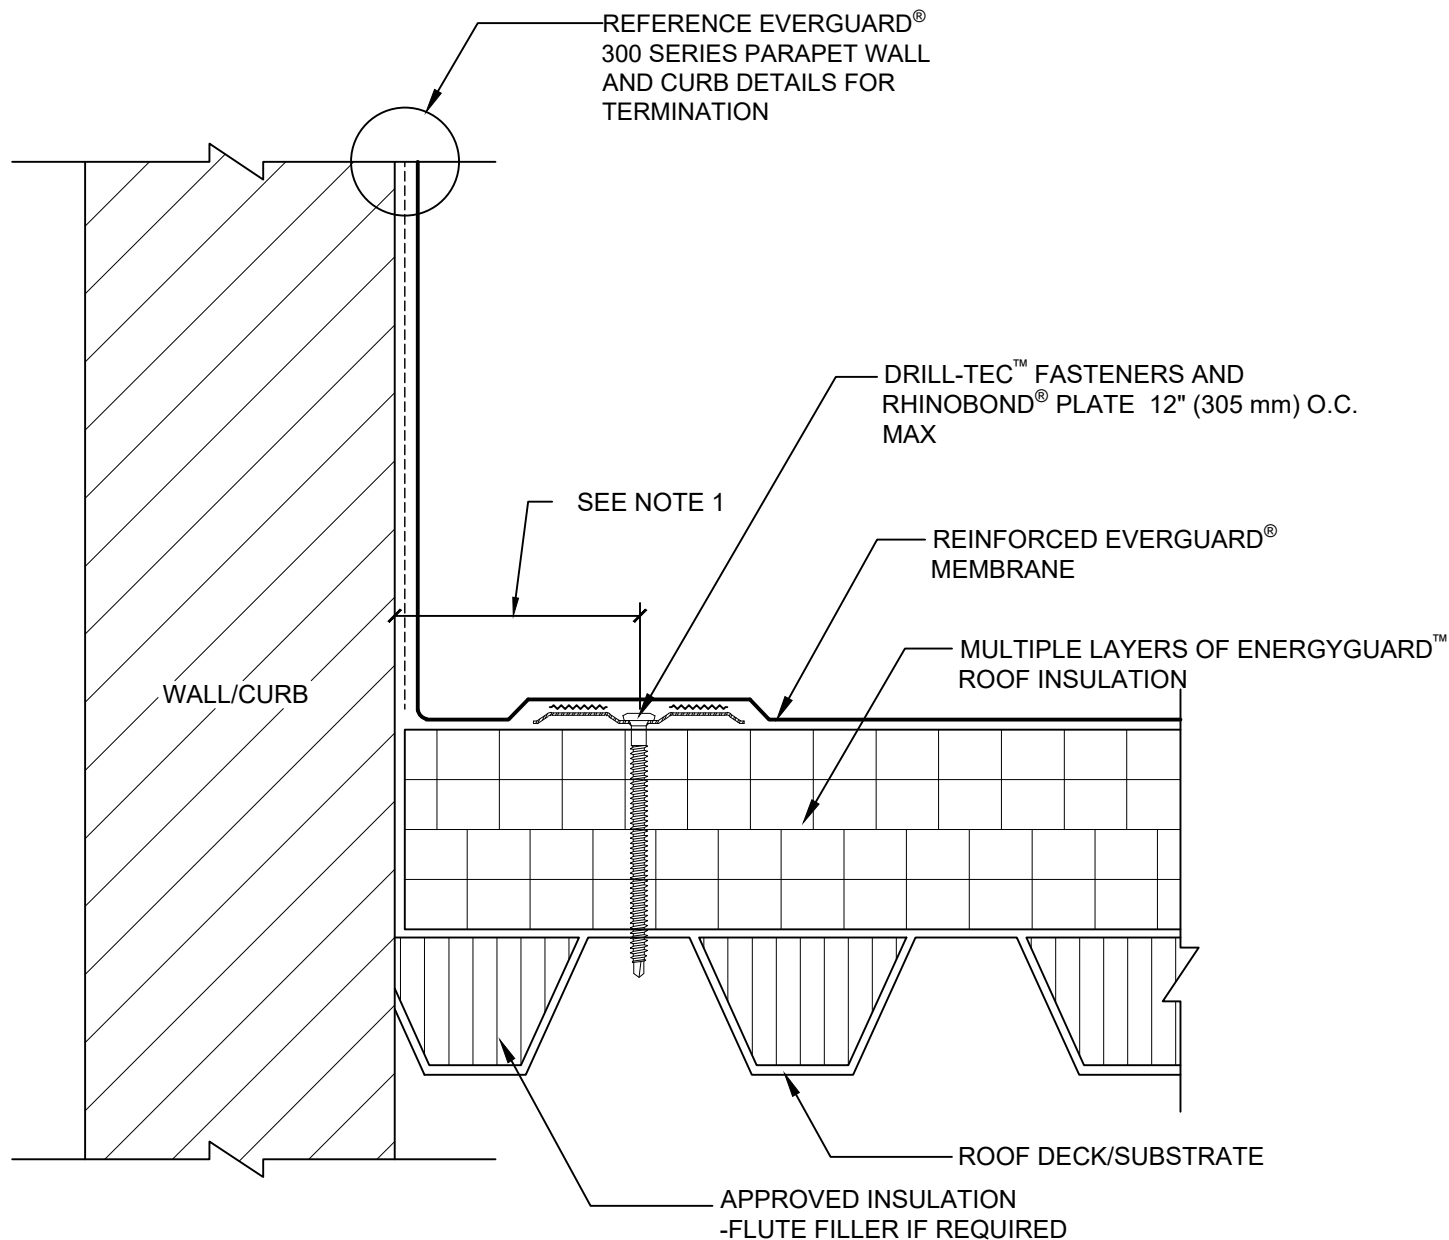 REFERENCE EVERGUARD®
300 SERIES PARAPET WALL
AND CURB DETAILS FOR
TERMINATION
DRILL-TEC™ FASTENERS AND
RHINOBOND® PLATE 12" (305 mm) O.C.
MAX
SEE NOTE 1
REINFORCED EVERGUARD®
MEMBRANE
MULTIPLE LAYERS OF ENERGYGUARD™
ROOF INSULATION
WALL/CURB
ROOF DECK/SUBSTRATE
APPROVED INSULATION
-FLUTE FILLER IF REQUIRED